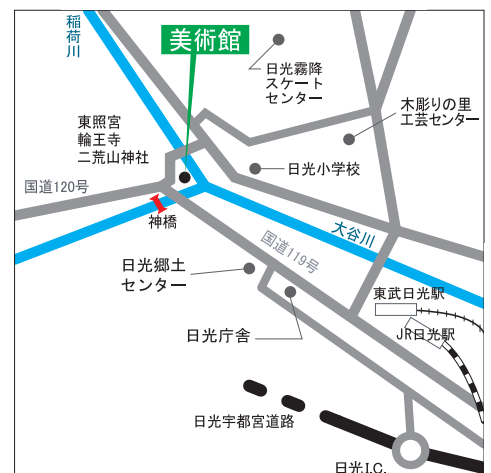 稲荷川
美術館
日光霧降
スケート
センター
木彫りの里
工芸センター
東照宮
輪王寺
二荒山神社
日光小学校
国道120号
神橋
大谷川
国道119号
日光郷土
センター
東武日光駅
日光庁舎
JR日光駅
日光宇都宮道路
日光I.C.